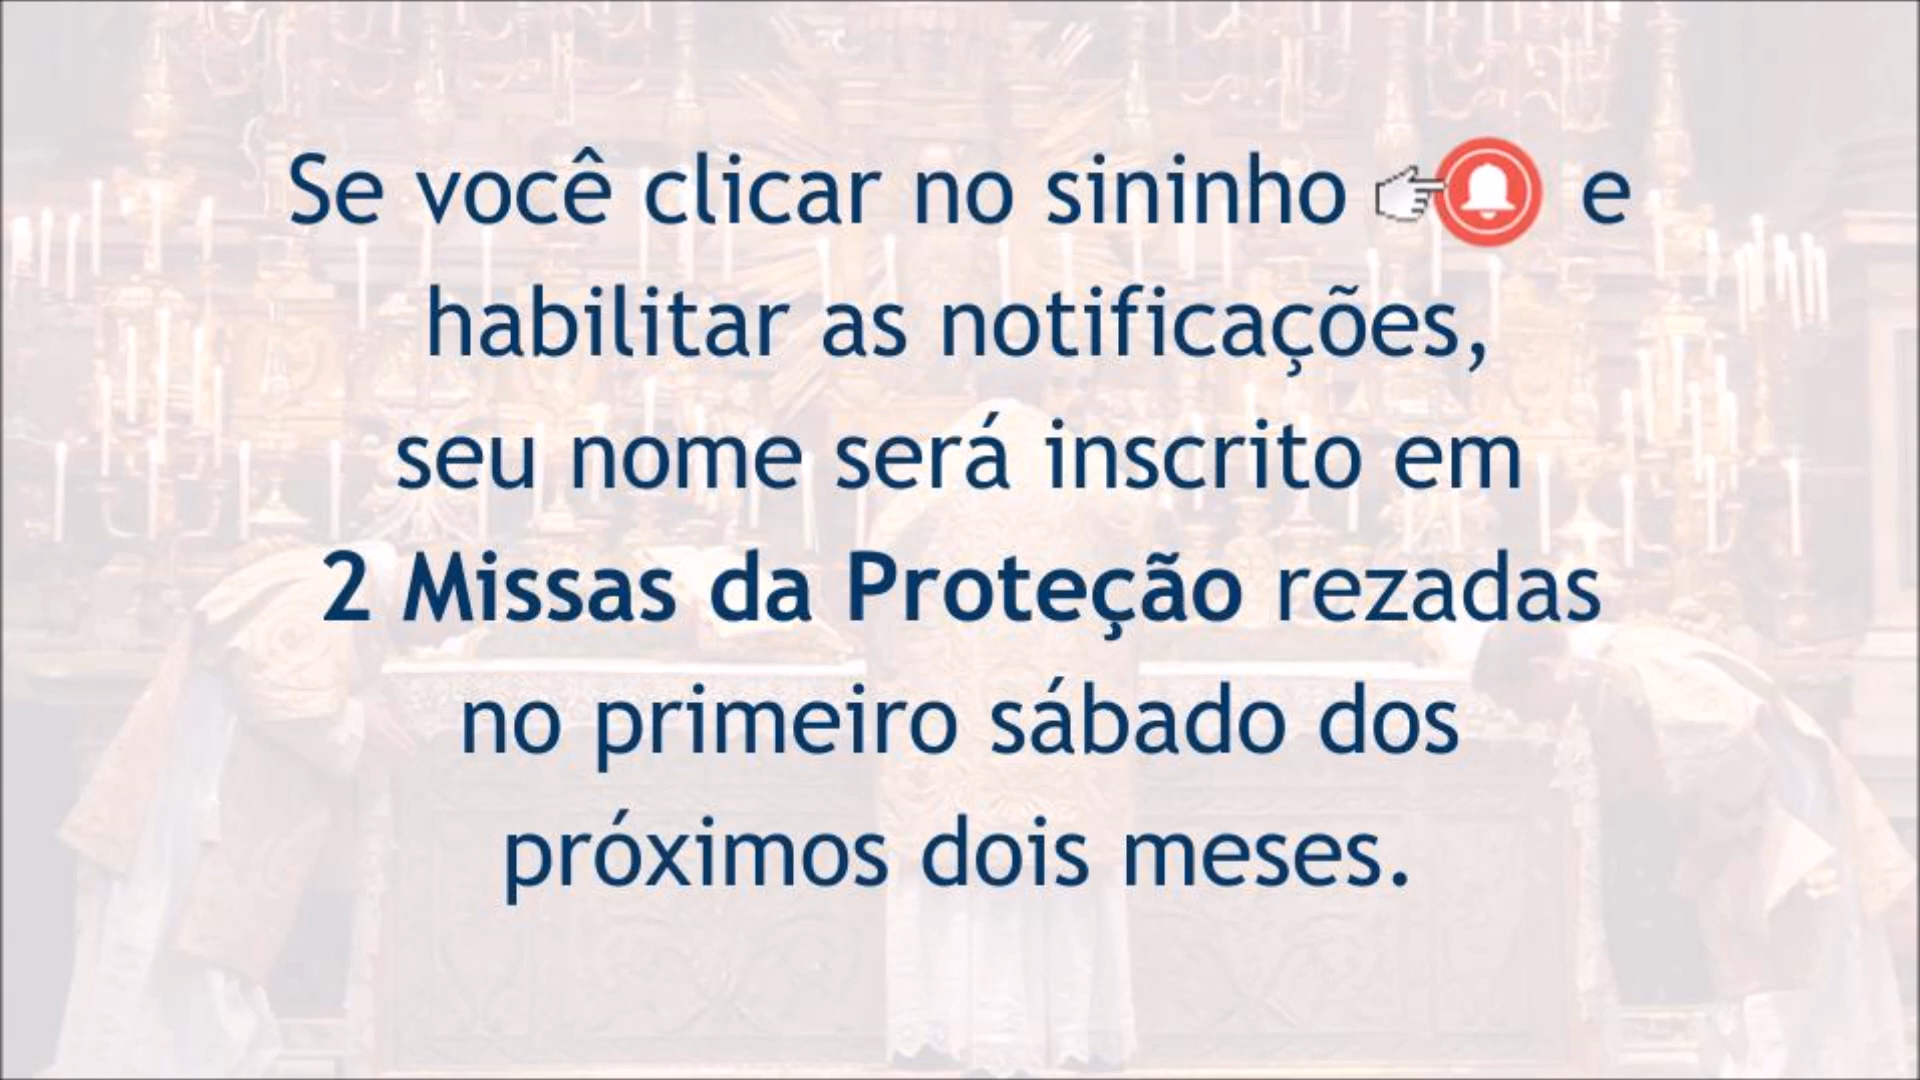 Se você clicar no sininho e
habilitar as notificações,
seu nome será inscrito em
2 Missas da Proteção rezadas
no primeiro sábado dos
próximos dois meses.